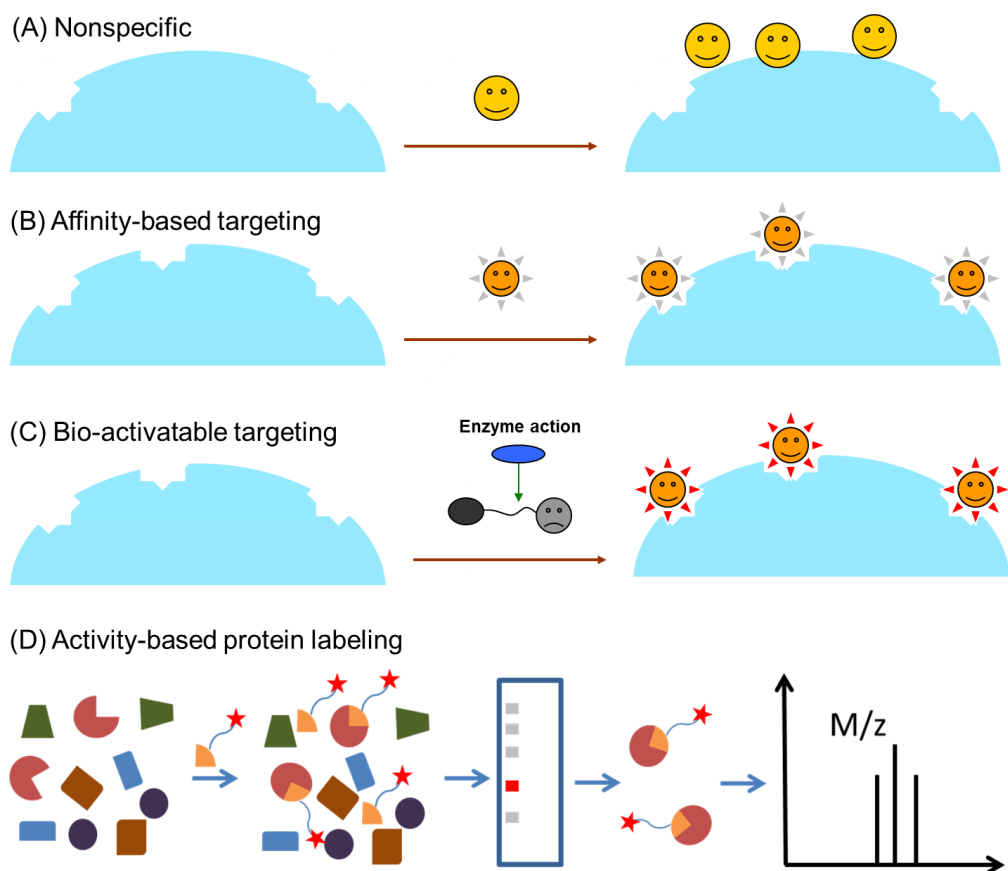 (A) Nonspecific
(B) Affinity-based targeting
(C) Bio-activatable targeting
Enzyme action
(D) Activity-based protein labeling
M/z